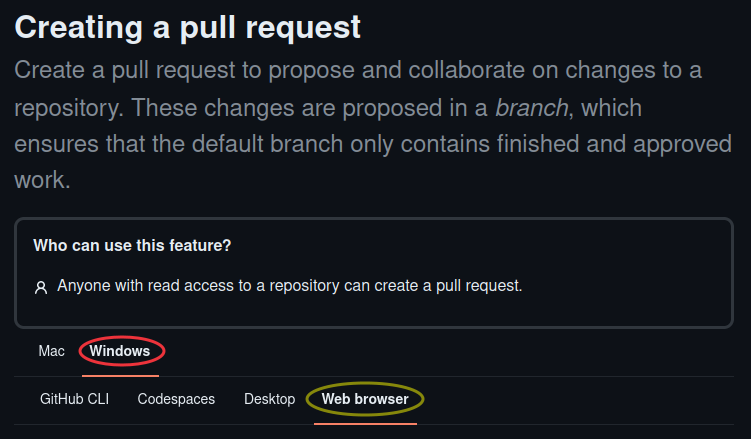 Creating a pull request
Create a pull request to propose and collaborate on changes to a
repository. These changes are proposed in a branch, which
ensures that the default branch only contains finished and approved
work.
Who can use this feature?
Anyone with read access to a repository can create a pull request.
Mac Windows
GitHub CLI Codespaces Desktop Web browser